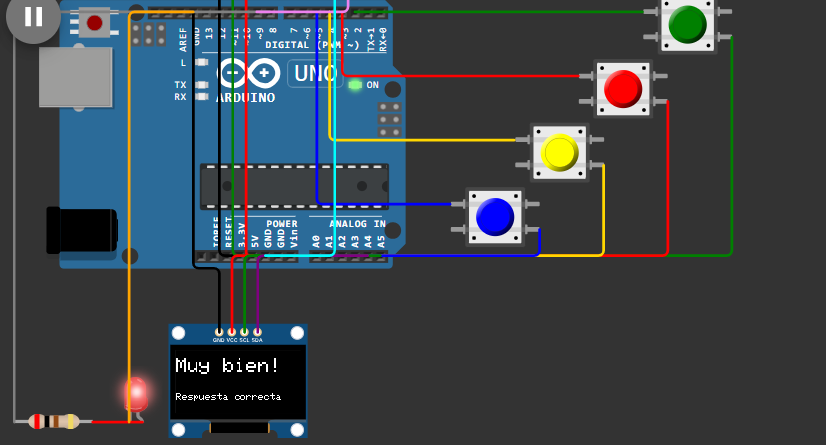 AREF
GND
13
12
~11
~10
~9
8
7
~6
~5
4
~3
2
TX→1
RX←0
DIGITAL (PWM ~)
L
TX
RX
UNO
ARDUINO
ON
IOREF
RESET
3.3V
5V
GND
GND
Vin
POWER
ANALOG IN
A0
A1
A2
A3
A4
A5
GND VCC SCL SDA
Muy bien!
Respuesta correcta